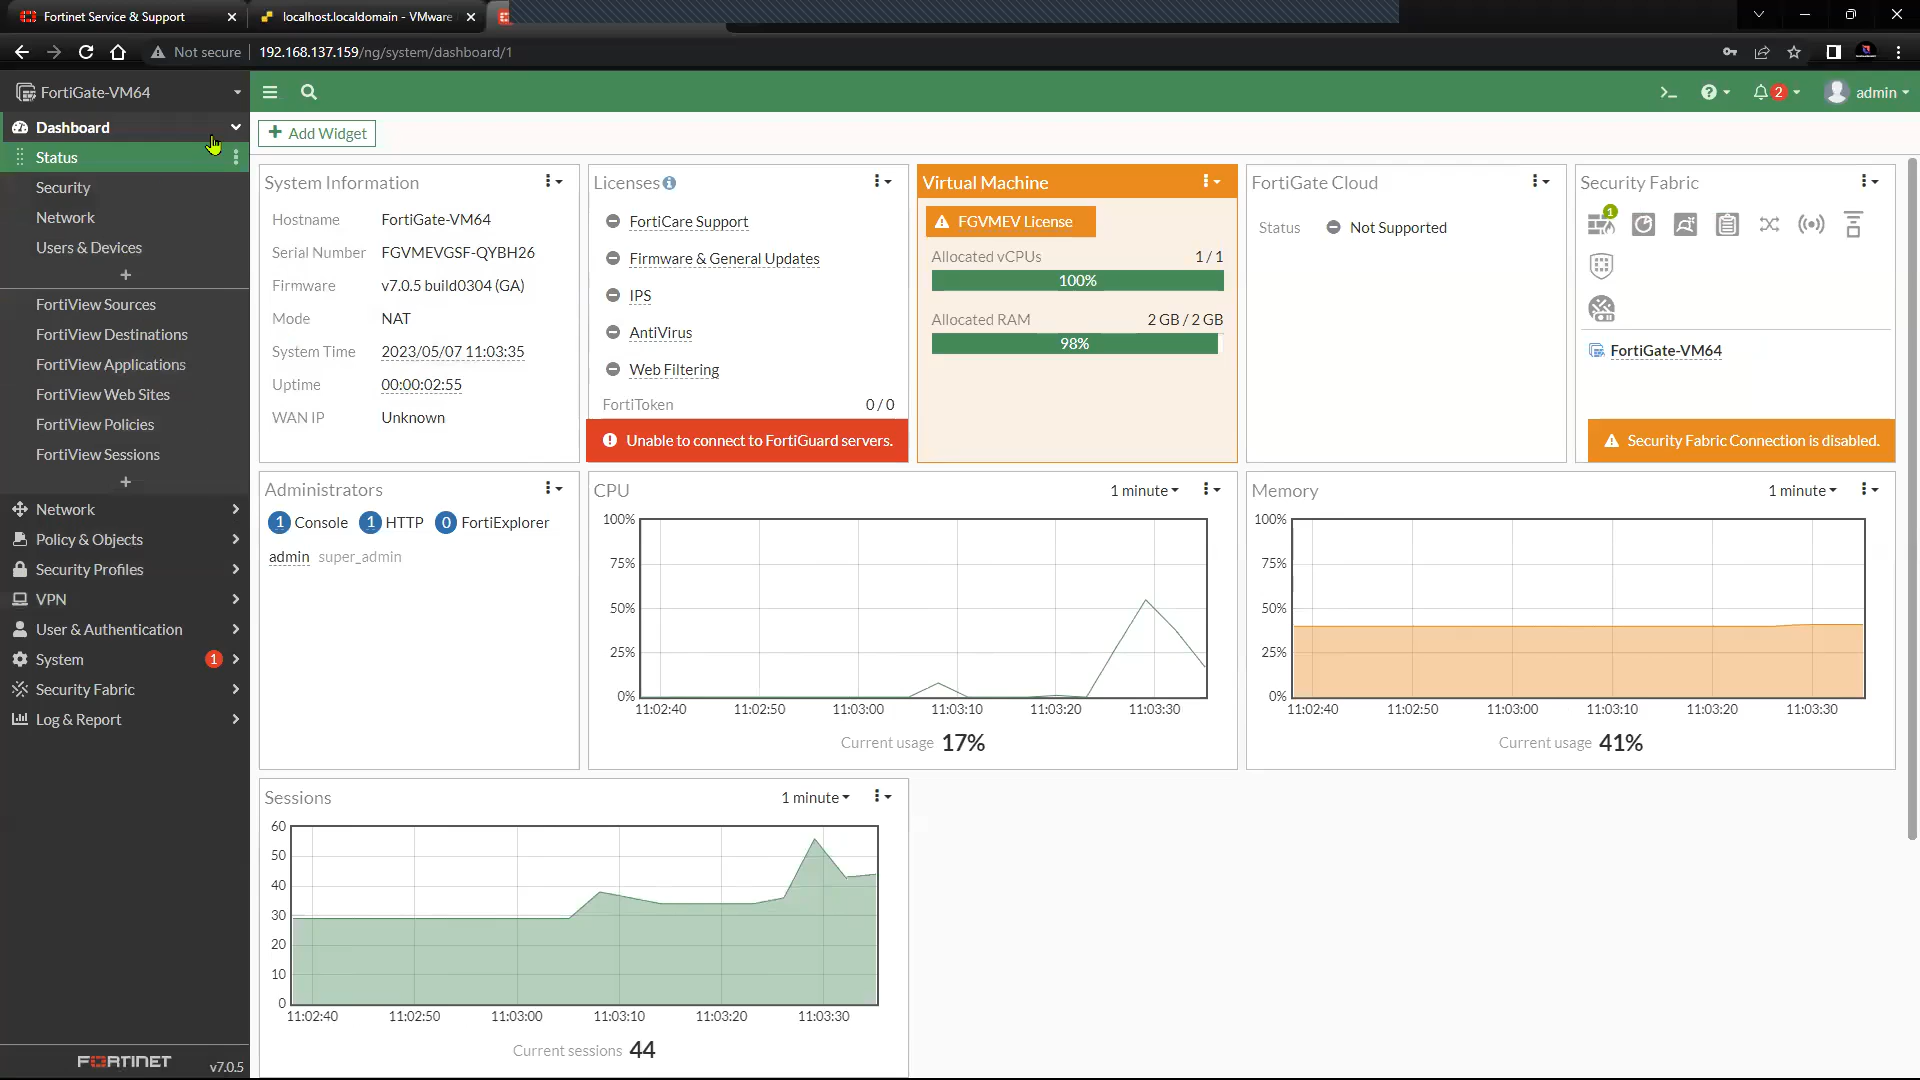 Fortinet Service & Support
localhost.localdomain - VMware
Not secure
192.168.137.159/ng/system/dashboard/1
FortiGate-VM64
2
admin
Dashboard
Status
Security
Network
Users & Devices
+
FortiView Sources
FortiView Destinations
FortiView Applications
FortiView Web Sites
FortiView Policies
FortiView Sessions
+
Network
Policy & Objects
Security Profiles
VPN
User & Authentication
System 1
Security Fabric
Log & Report
FORTINET v7.0.5
+ Add Widget
System Information
Hostname FortiGate-VM64
Serial Number FGVMEVGSF-QYBH26
Firmware v7.0.5 build0304 (GA)
Mode NAT
System Time 2023/05/07 11:03:35
Uptime 00:00:02:55
WAN IP Unknown
Licenses
FortiCare Support
Firmware & General Updates
IPS
AntiVirus
Web Filtering
FortiToken 0 / 0
Unable to connect to FortiGuard servers.
Virtual Machine
FGVMEV License
Allocated vCPUs 1 / 1
100%
Allocated RAM 2 GB / 2 GB
98%
FortiGate Cloud
Status Not Supported
Security Fabric
1
FortiGate-VM64
Security Fabric Connection is disabled.
Administrators
1 Console 1 HTTP 0 FortiExplorer
admin super_admin
CPU 1 minute
100%
75%
50%
25%
0%
11:02:40 11:02:50 11:03:00 11:03:10 11:03:20 11:03:30
Current usage 17%
Memory 1 minute
100%
75%
50%
25%
0%
11:02:40 11:02:50 11:03:00 11:03:10 11:03:20 11:03:30
Current usage 41%
Sessions 1 minute
60
50
40
30
20
10
0
11:02:40 11:02:50 11:03:00 11:03:10 11:03:20 11:03:30
Current sessions 44